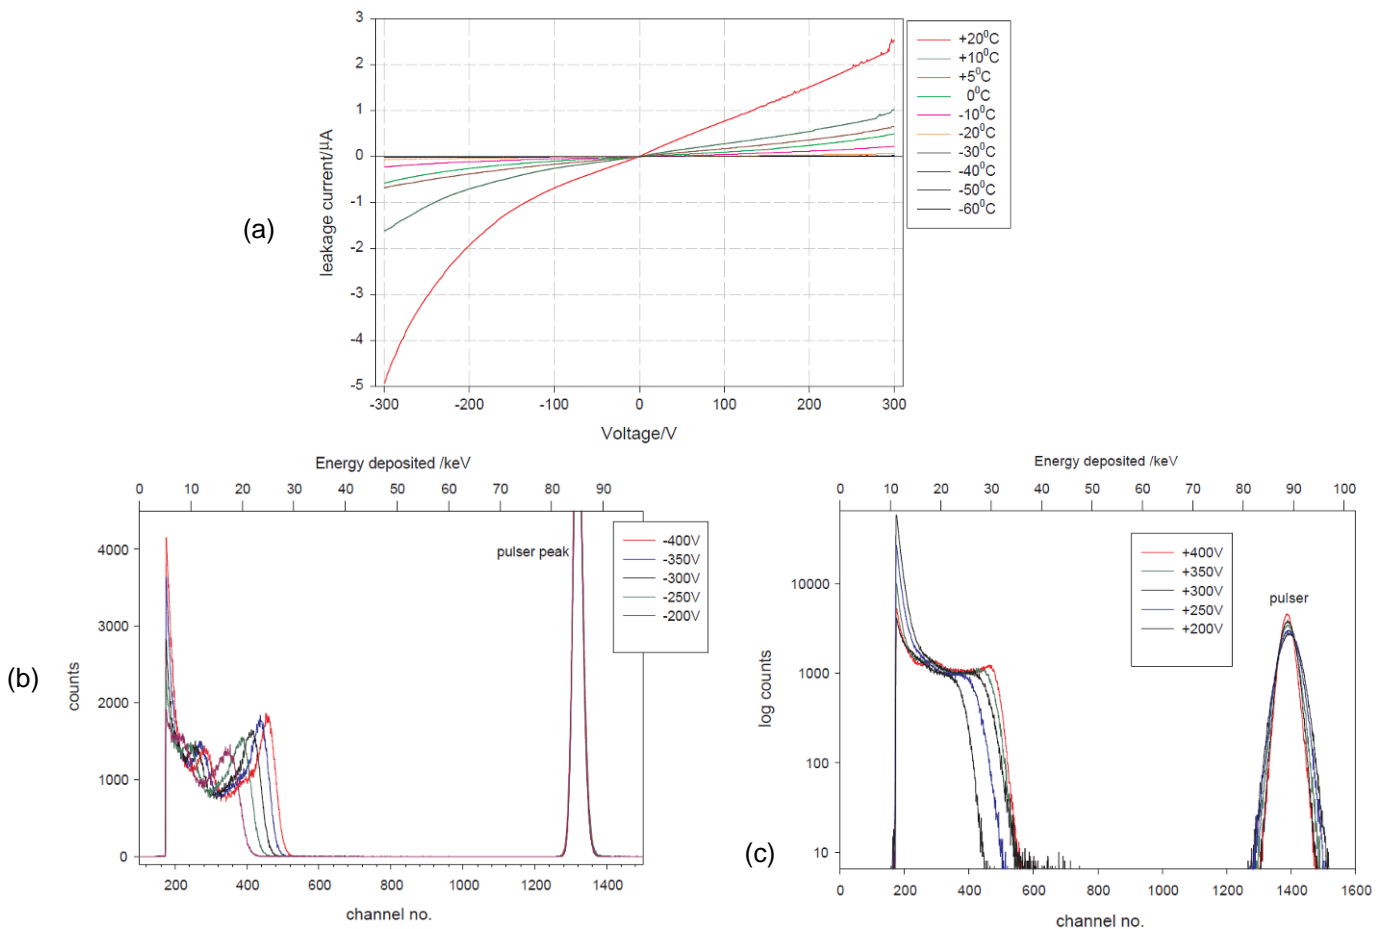 (a)
3
2
1
0
-1
-2
-3
-4
-5
leakage current/µA
-300 -200 -100 0 100 200 300
Voltage/V
+20⁰C
+10⁰C
+5⁰C
0⁰C
-10⁰C
-20⁰C
-30⁰C
-40⁰C
-50⁰C
-60⁰C
(b)
Energy deposited /keV
0 10 20 30 40 50 60 70 80 90
4000
3000
2000
1000
0
counts
pulser peak
-400V
-350V
-300V
-250V
-200V
200 400 600 800 1000 1200 1400
channel no.
(c)
Energy deposited /keV
0 10 20 30 40 50 60 70 80 90 100
10000
1000
100
10
log counts
+400V
+350V
+300V
+250V
+200V
pulser
0 200 400 600 800 1000 1200 1400 1600
channel no.